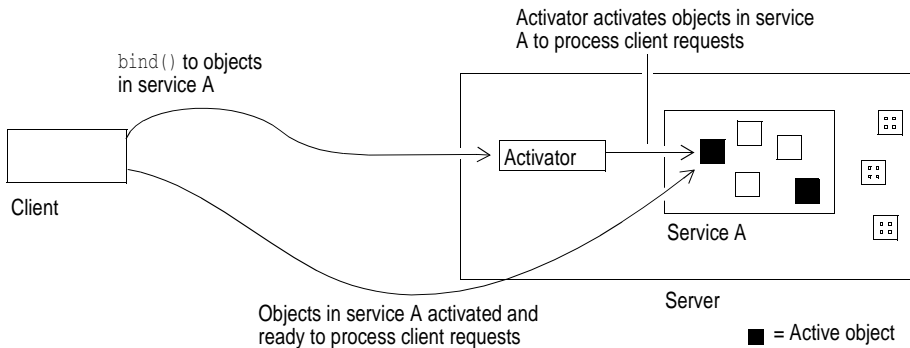 Activator activates objects in service
A to process client requests
bind() to objects
in service A
Activator
Client
Service A
Objects in service A activated and
ready to process client requests
Server
= Active object